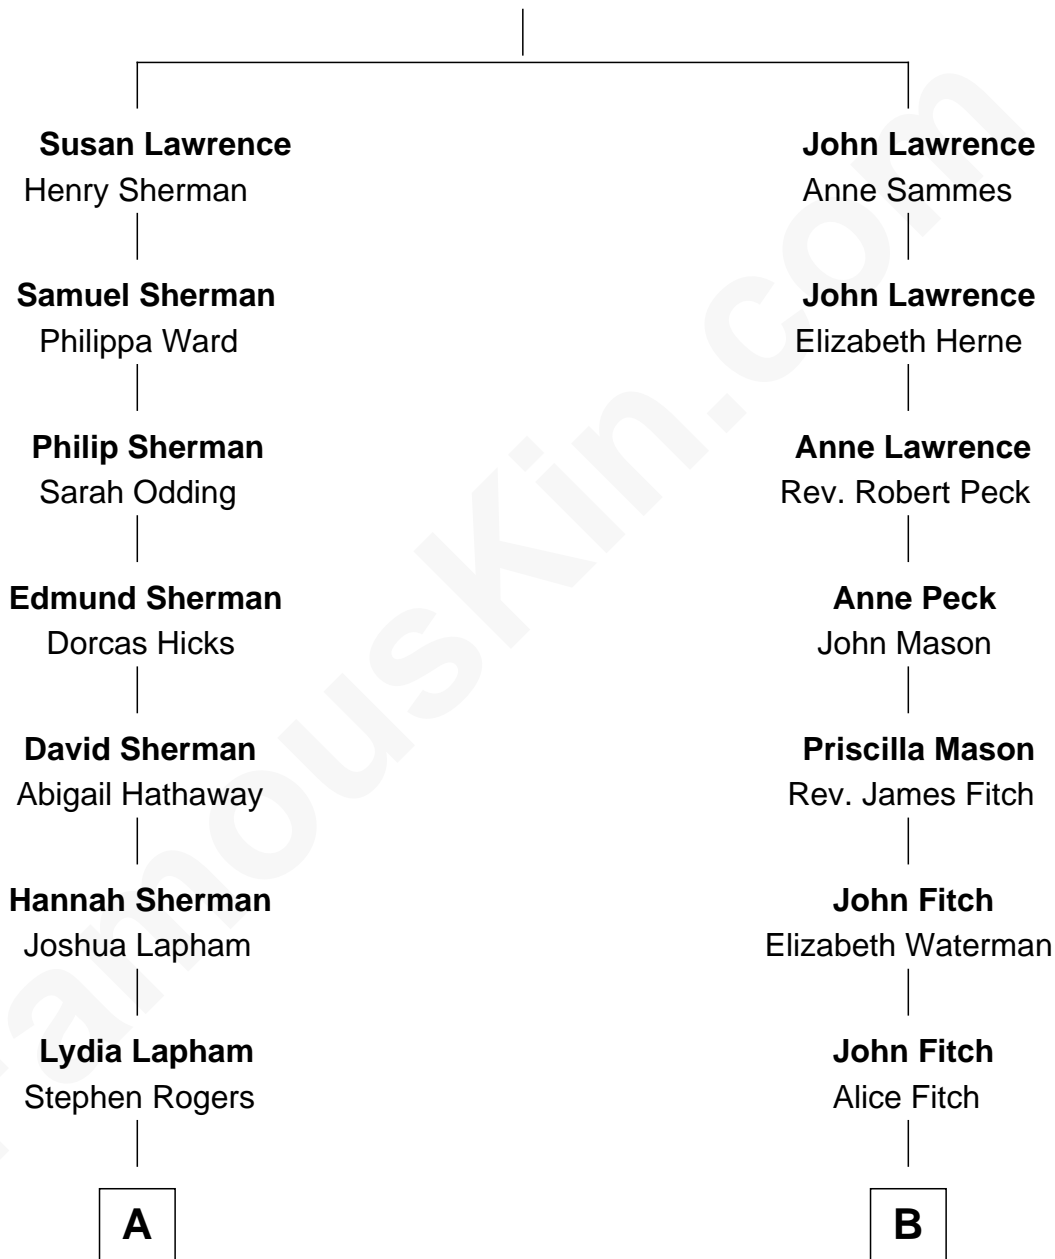 Susan Lawrence
Henry Sherman
John Lawrence
Anne Sammes
Samuel Sherman
Philippa Ward
John Lawrence
Elizabeth Herne
Philip Sherman
Sarah Odding
Anne Lawrence
Rev. Robert Peck
Edmund Sherman
Dorcas Hicks
Anne Peck
John Mason
David Sherman
Abigail Hathaway
Priscilla Mason
Rev. James Fitch
Hannah Sherman
Joshua Lapham
John Fitch
Elizabeth Waterman
Lydia Lapham
Stephen Rogers
John Fitch
Alice Fitch
A
B
FamousKin.com